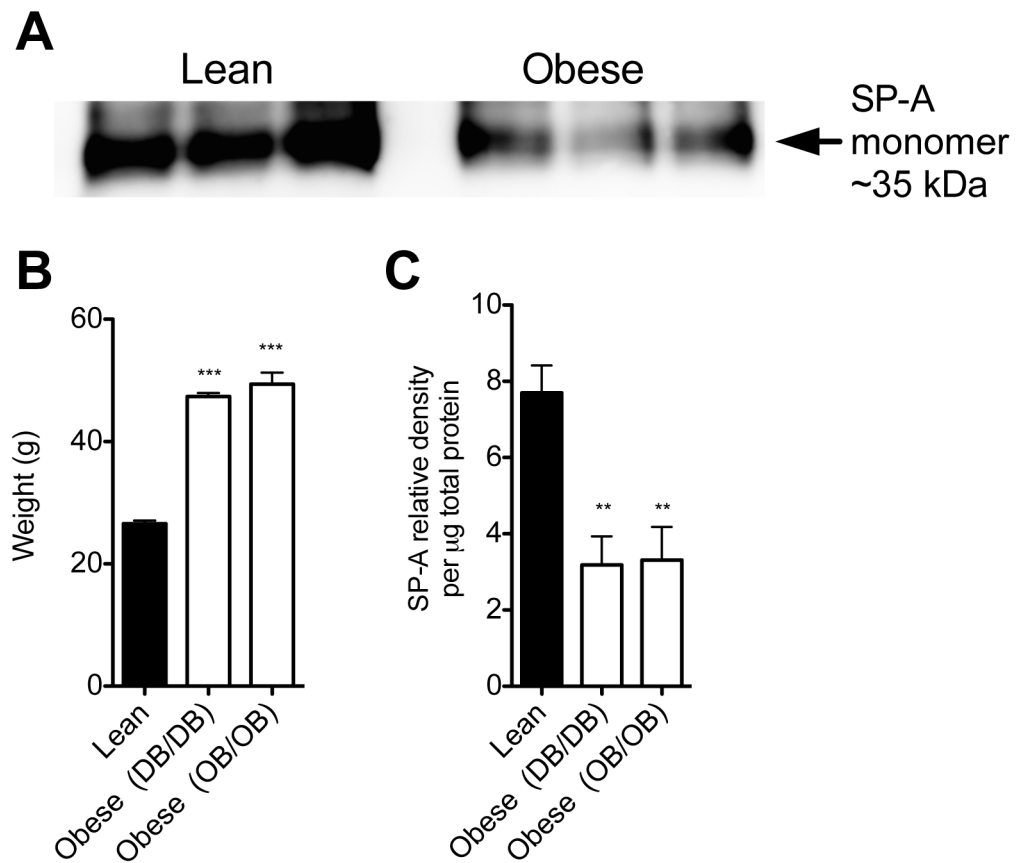 A
Lean
Obese
SP-A
monomer
~35 kDa
B
60
40
20
0
Weight (g)
***
***
Lean
Obese (DB/DB)
Obese (OB/OB)
C
10
8
6
4
2
0
SP-A relative density
per µg total protein
**
**
Lean
Obese (DB/DB)
Obese (OB/OB)